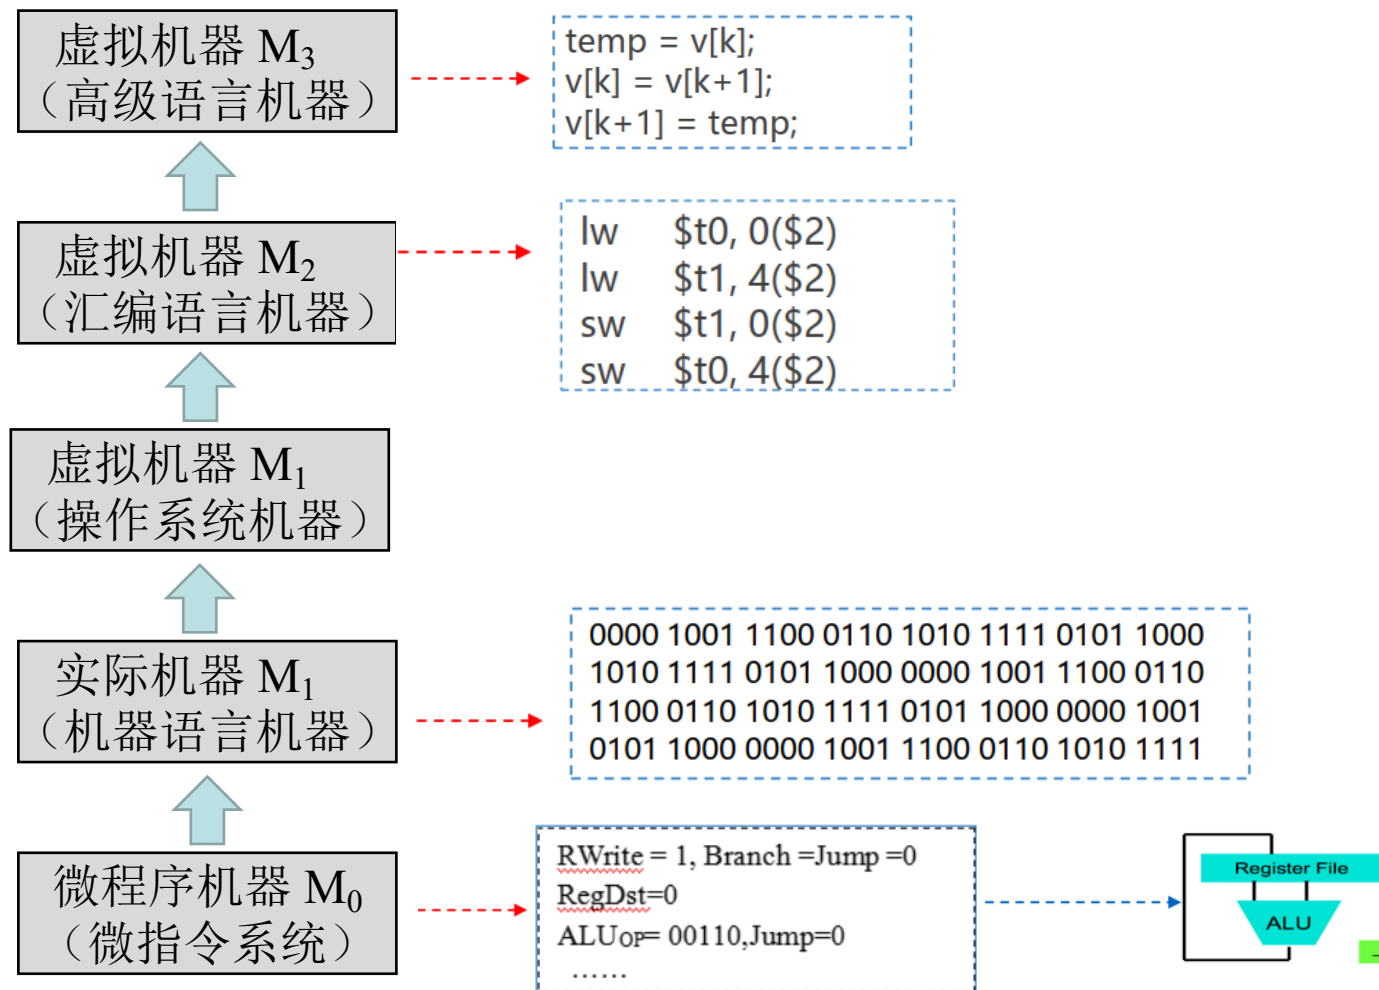 虚拟机器 M3
（高级语言机器）
temp = v[k];
v[k] = v[k+1];
v[k+1] = temp;
虚拟机器 M2
（汇编语言机器）
lw $t0, 0($2)
lw $t1, 4($2)
sw $t1, 0($2)
sw $t0, 4($2)
虚拟机器 M1
（操作系统机器）
实际机器 M1
（机器语言机器）
0000 1001 1100 0110 1010 1111 0101 1000
1010 1111 0101 1000 0000 1001 1100 0110
1100 0110 1010 1111 0101 1000 0000 1001
0101 1000 0000 1001 1100 0110 1010 1111
微程序机器 M0
（微指令系统）
RWrite = 1, Branch =Jump =0
RegDst=0
ALUOP= 00110,Jump=0
……
Register File
ALU